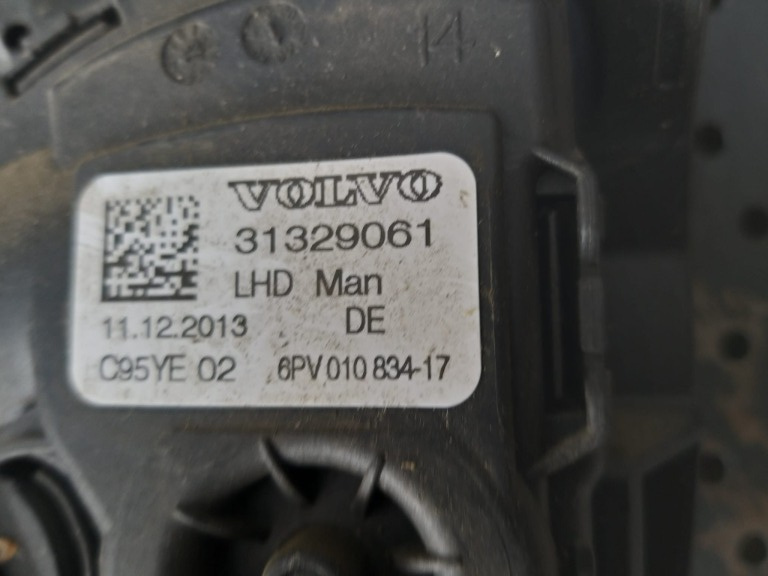 14
VOLVO
31329061
LHD Man
11.12.2013 DE
C95YE 02 6PV 010 834-17